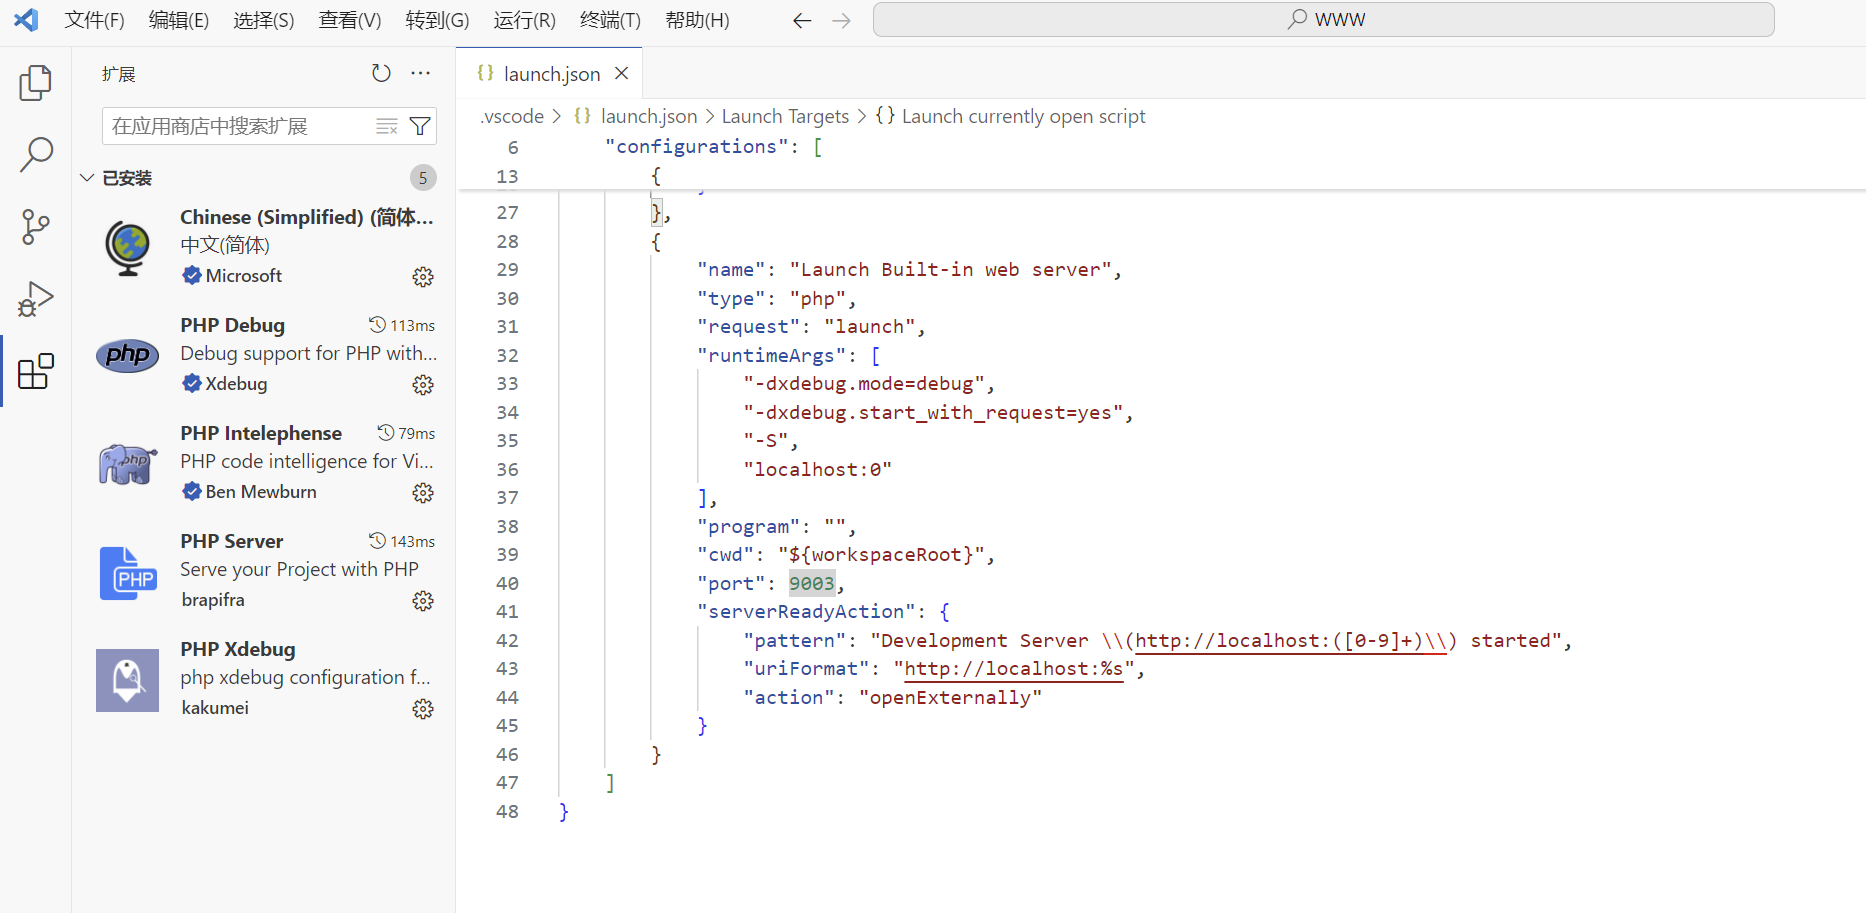 文件(F) 编辑(E) 选择(S) 查看(V) 转到(G) 运行(R) 终端(T) 帮助(H) WWW
扩展
在应用商店中搜索扩展
已安装 5
Chinese (Simplified) (简体...
中文(简体)
Microsoft
PHP Debug 113ms
Debug support for PHP with...
Xdebug
php
PHP Intelephense 79ms
PHP code intelligence for Vi...
Ben Mewburn
php
PHP Server 143ms
Serve your Project with PHP
brapifra
PHP
PHP Xdebug
php xdebug configuration f...
kakumei
{} launch.json
.vscode > {} launch.json > Launch Targets > {} Launch currently open script
6 "configurations": [
13 {
27 },
28 {
29 "name": "Launch Built-in web server",
30 "type": "php",
31 "request": "launch",
32 "runtimeArgs": [
33 "-dxdebug.mode=debug",
34 "-dxdebug.start_with_request=yes",
35 "-S",
36 "localhost:0"
37 ],
38 "program": "",
39 "cwd": "${workspaceRoot}",
40 "port": 9003,
41 "serverReadyAction": {
42 "pattern": "Development Server \\(http://localhost:([0-9]+)\\) started",
43 "uriFormat": "http://localhost:%s",
44 "action": "openExternally"
45 }
46 }
47 ]
48 }